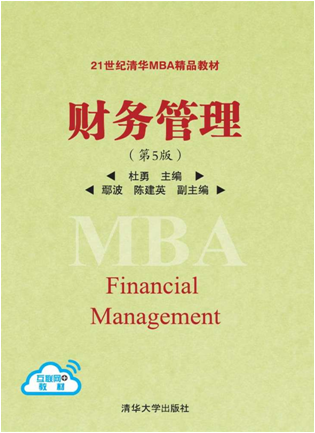 21世纪清华MBA精品教材
财务管理
（第5版）
杜勇 主编
鄢波 陈建英 副主编
MBA
Financial
Management
互联网+
教材
清华大学出版社